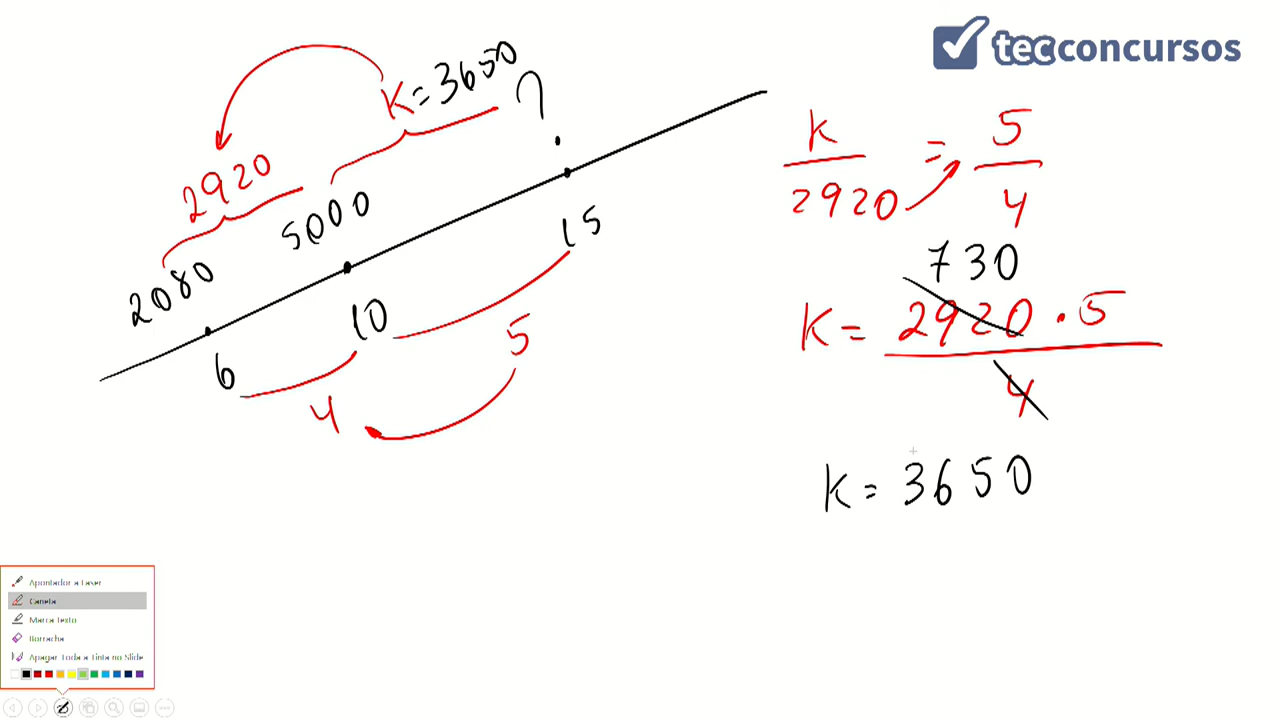 tecconcursos
K=3650
?
2920
5000
2080
15
10
6
5
4
K/2920 = 5/4
730
K= 2920 . 5
4
K= 3650
Apontador a Laser
Caneta
Marca Texto
Borracha
Apagar Toda a Tinta no Slide